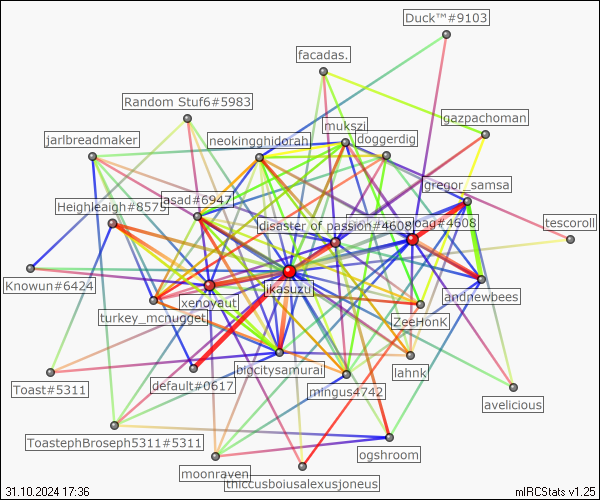 Duck™#9103
facadas.
Random Stuf6#5983
gazpachoman
mukszi
jarlbreadmaker
neokingghidorah
doggerdig
gregor_samsa
asad#6947
Heighleaigh#8575
disaster of passion#4608
oag#4608
tescoroll
Knowun#6424
ikasuzu
andnewbees
xenoyaut
turkey_mcnugget
ZeeHonK
bigcitysamurai
lahnk
Toast#5311
default#0617
mingus4742
avelicious
ToastephBroseph5311#5311
ogshroom
moonraven
thiccusboiusalexusjoneus
31.10.2024 17:36
mIRCStats v1.25